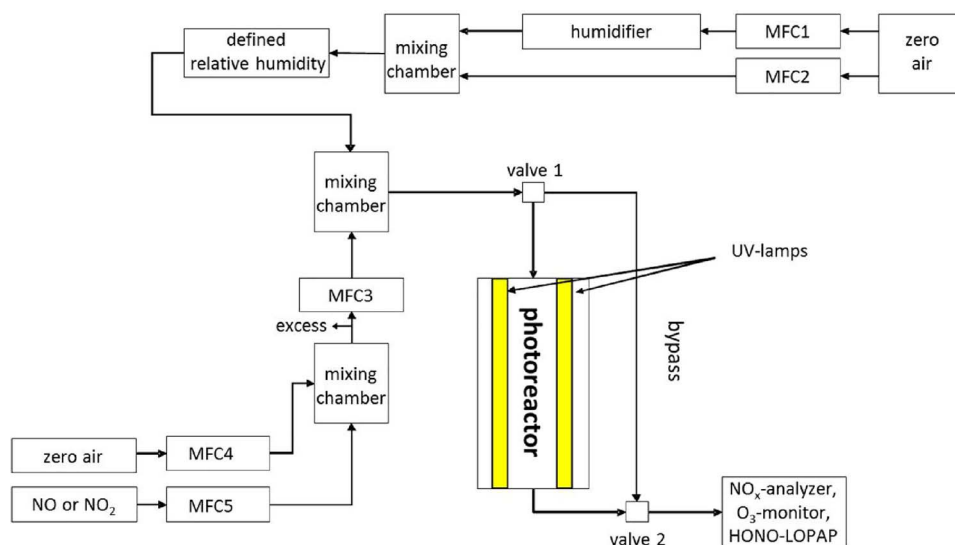 defined
relative humidity
mixing
chamber
humidifier
MFC1
MFC2
zero
air
mixing
chamber
valve 1
UV-lamps
MFC3
excess
photoreactor
bypass
mixing
chamber
zero air
MFC4
NO or NO₂
MFC5
valve 2
NOₓ-analyzer,
O₃-monitor,
HONO-LOPAP